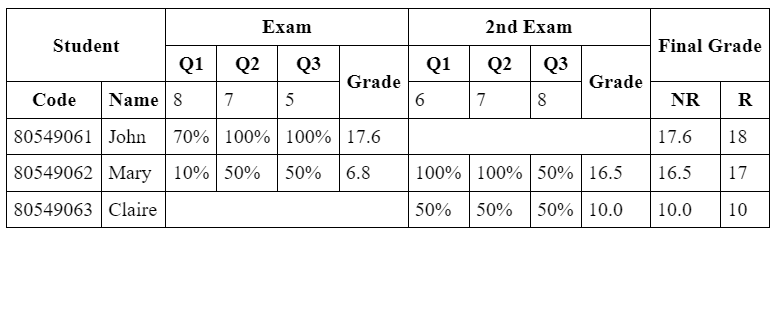 Student Exam 2nd Exam Final Grade
Q1 Q2 Q3 Grade Q1 Q2 Q3 Grade
Code Name 8 7 5 6 7 8 NR R
80549061 John 70% 100% 100% 17.6 17.6 18
80549062 Mary 10% 50% 50% 6.8 100% 100% 50% 16.5 16.5 17
80549063 Claire 50% 50% 50% 10.0 10.0 10